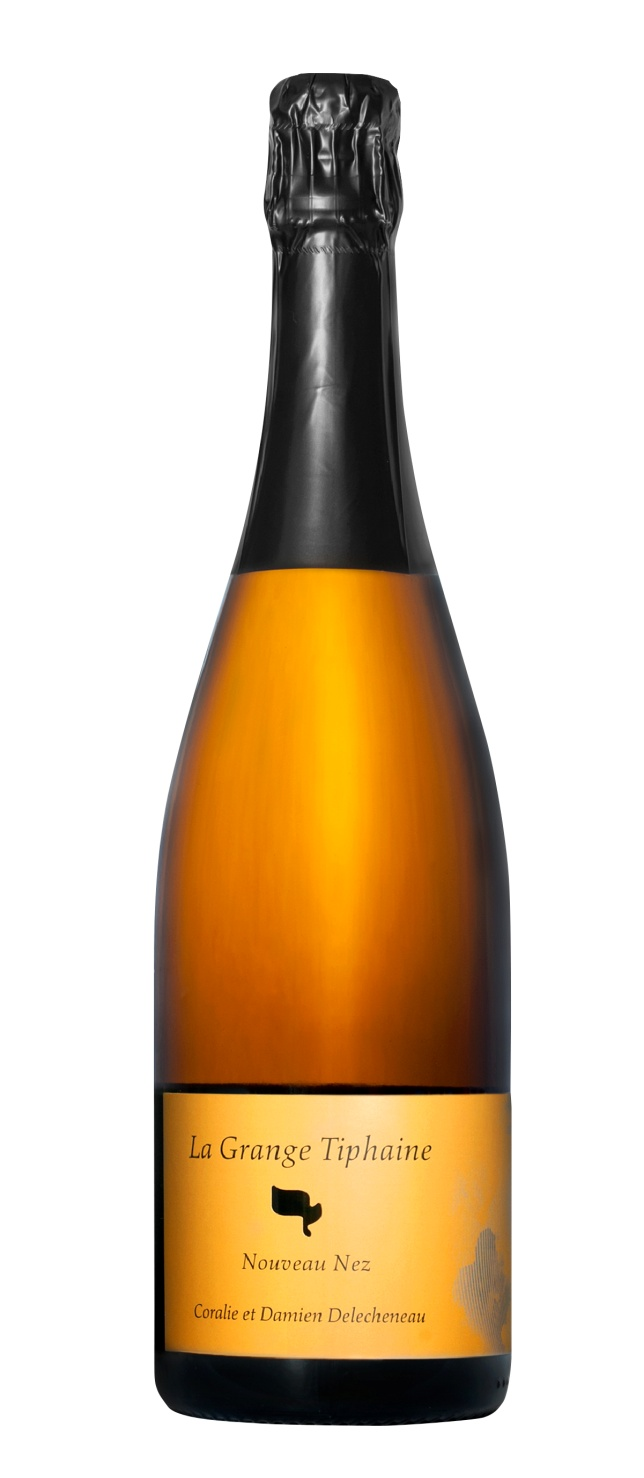 La Grange Tiphaine
Nouveau Nez
Coralie et Damien Delecheneau